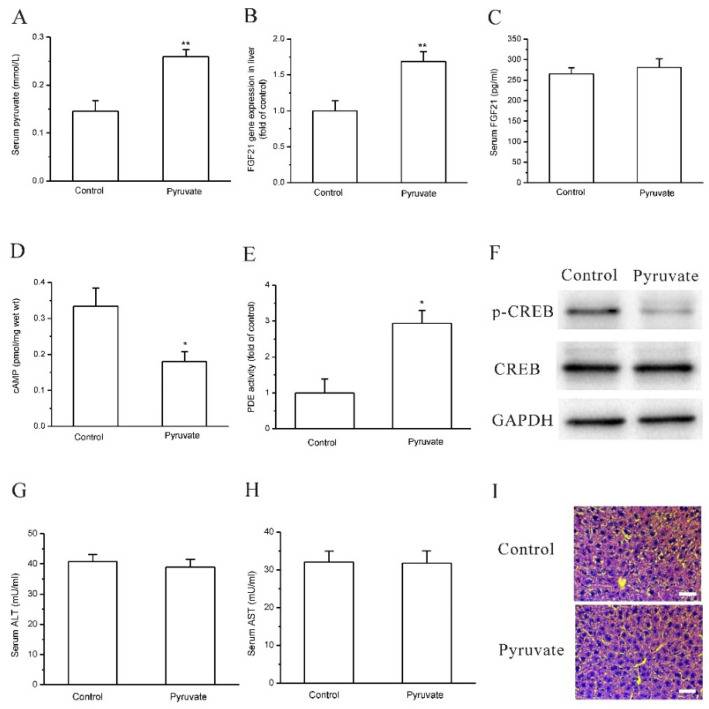 A
Serum pyruvate (mmol/L)
0.3
0.2
0.1
0.0
**
Control
Pyruvate
B
FGF21 gene expression in liver
(fold of control)
2.0
1.5
1.0
0.5
0.0
**
Control
Pyruvate
C
Serum FGF21 (pg/ml)
350
300
250
200
150
100
50
0
Control
Pyruvate
D
cAMP (pmol/mg wet wt)
0.4
0.3
0.2
0.1
0.0
*
Control
Pyruvate
E
PDE activity (fold of control)
4
3
2
1
0
*
Control
Pyruvate
F
Control Pyruvate
p-CREB
CREB
GAPDH
G
Serum ALT (mU/ml)
50
40
30
20
10
0
Control
Pyruvate
H
Serum AST (mU/ml)
40
30
20
10
0
Control
Pyruvate
I
Control
Pyruvate